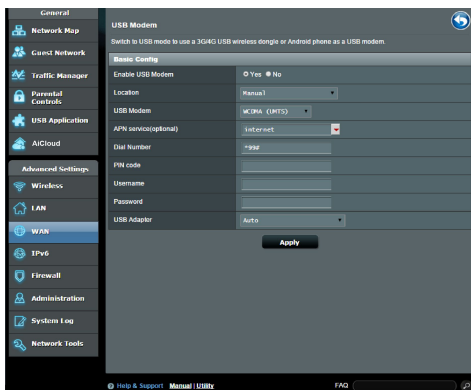 General
Network Map
Guest Network
Traffic Manager
Parental
Controls
USB Application
AiCloud
Advanced Settings
Wireless
LAN
WAN
IPv6
Firewall
Administration
System Log
Network Tools
USB Modem
Switch to USB mode to use a 3G/4G USB wireless dongle or Android phone as a USB modem.
Basic Config
Enable USB Modem Yes No
Location Manual
USB Modem WCDMA (UMTS)
APN service(optional) internet
Dial Number *99#
PIN code
Username
Password
USB Adapter Auto
Apply
Help & Support Manual | Utility FAQ